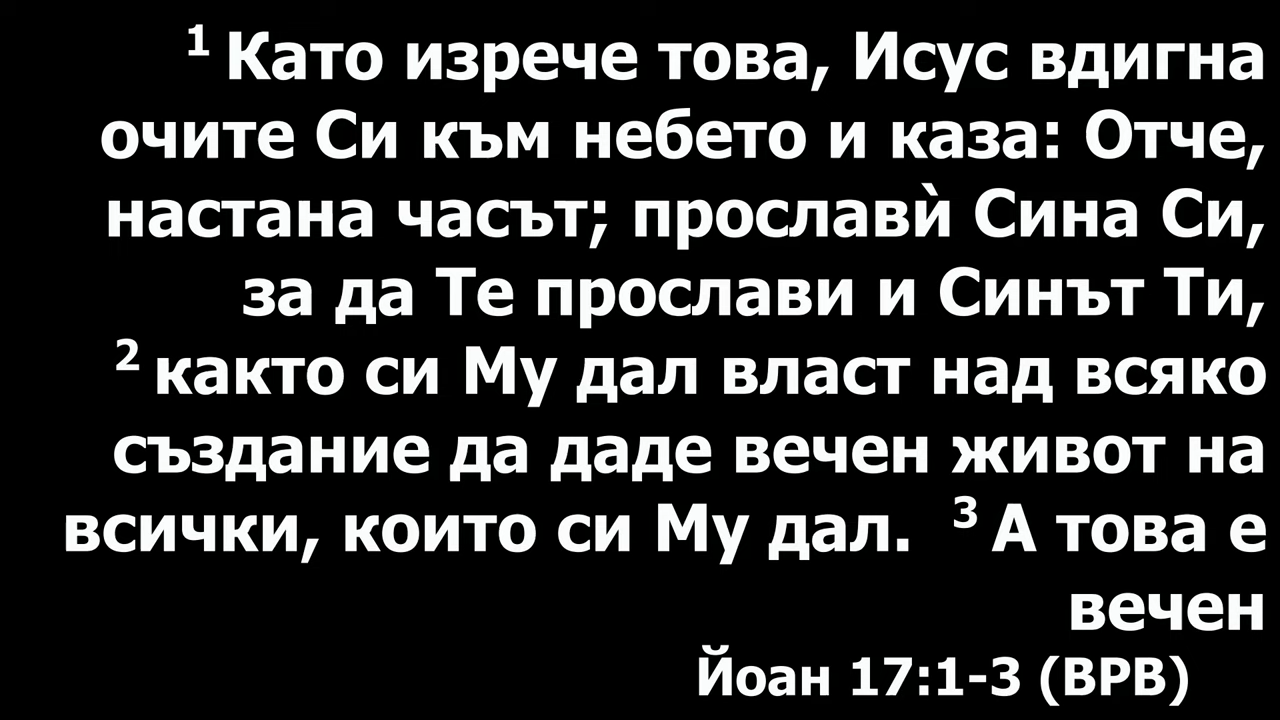 1 Като изрече това, Исус вдигна
очите Си към небето и каза: Отче,
настана часът; прославѝ Сина Си,
за да Те прослави и Синът Ти,
2 както си Му дал власт над всяко
създание да даде вечен живот на
всички, които си Му дал. 3 А това е
вечен
Йоан 17:1-3 (ВРВ)